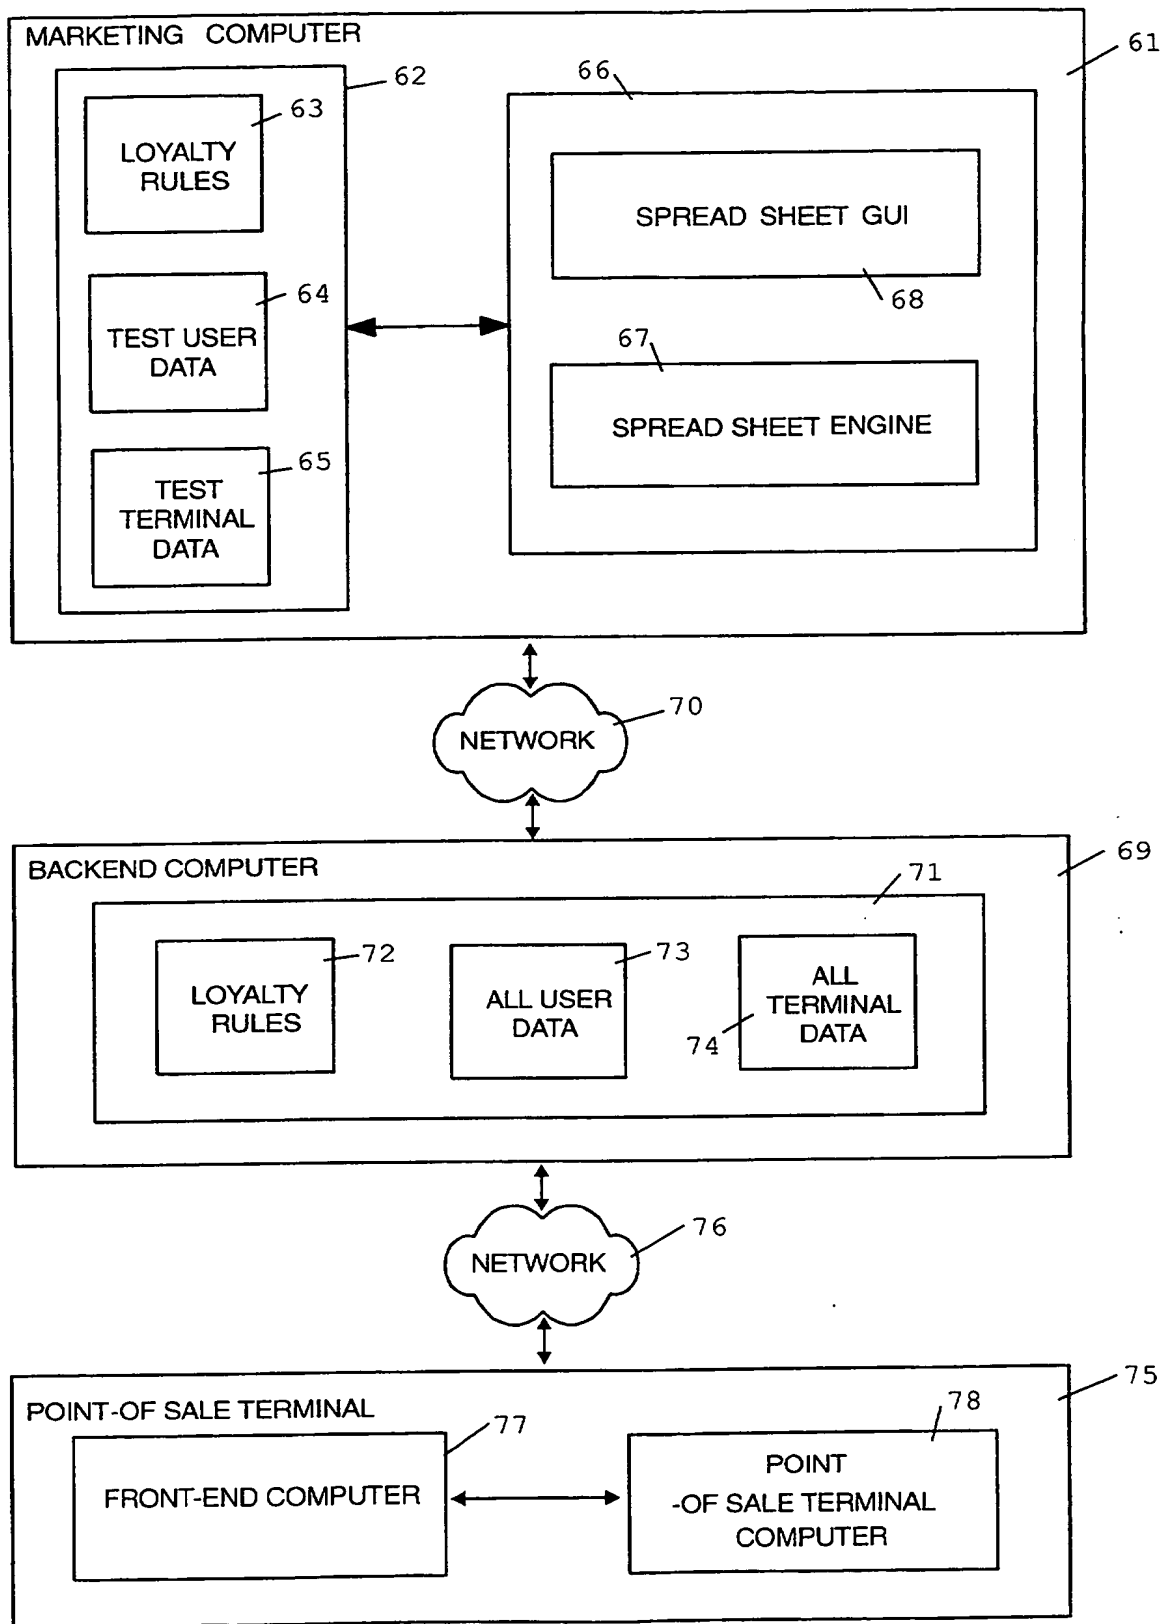 MARKETING COMPUTER
61
62
66
63
LOYALTY
RULES
SPREAD SHEET GUI
68
64
TEST USER
DATA
67
SPREAD SHEET ENGINE
65
TEST
TERMINAL
DATA
70
NETWORK
BACKEND COMPUTER
69
71
72
LOYALTY
RULES
73
ALL USER
DATA
ALL
TERMINAL
DATA
74
76
NETWORK
POINT-OF SALE TERMINAL
75
77
FRONT-END COMPUTER
78
POINT
-OF SALE TERMINAL
COMPUTER